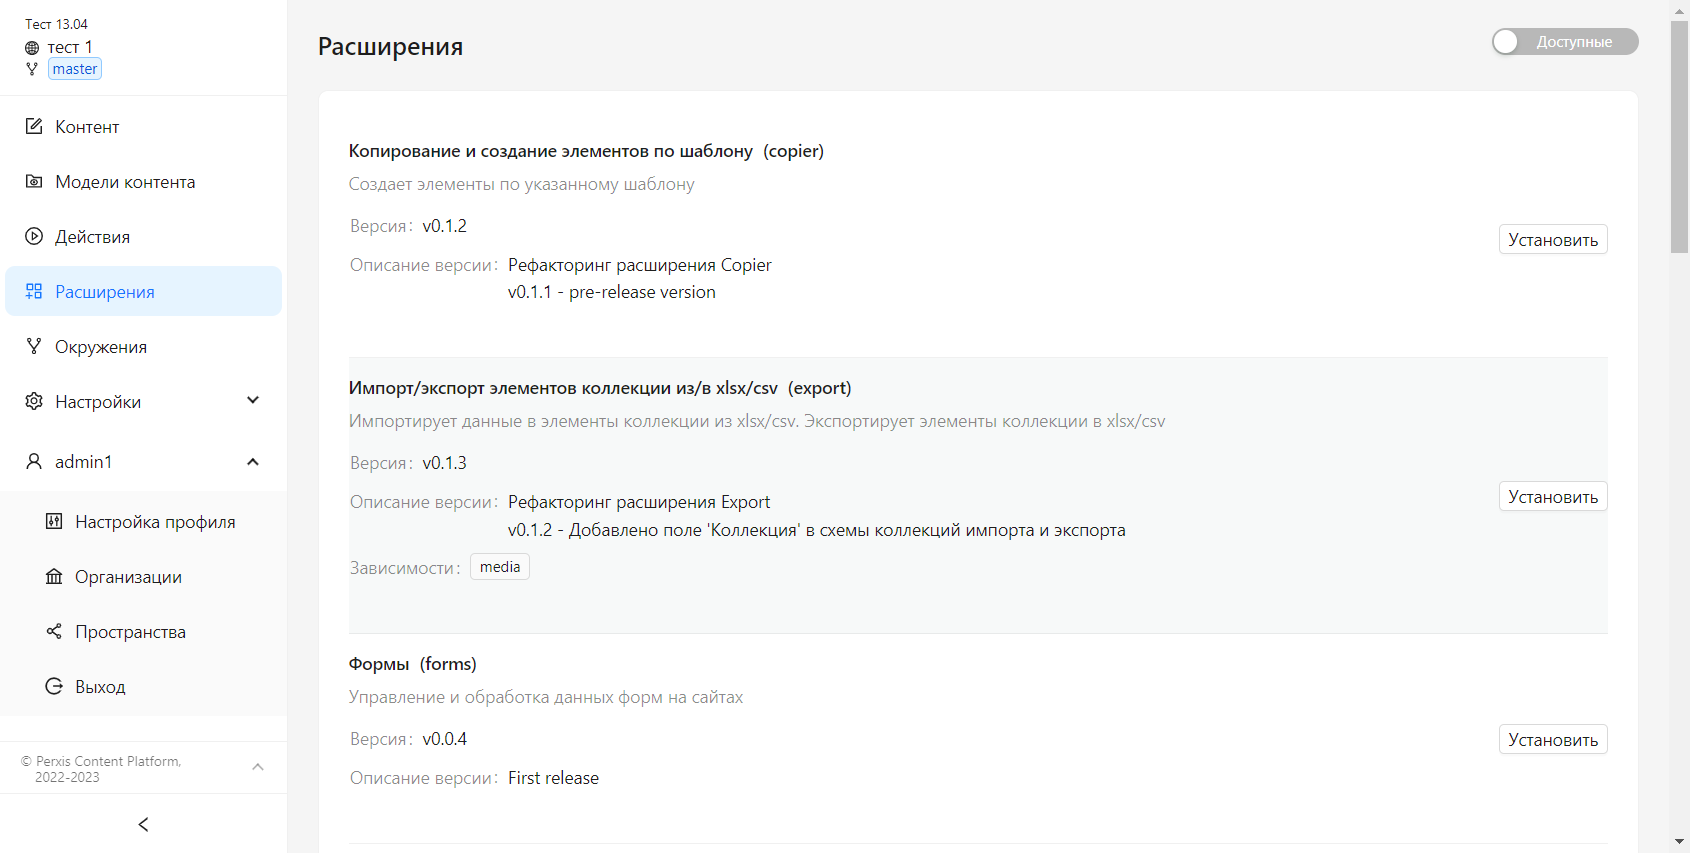 Тест 13.04
тест 1
master
Контент
Модели контента
Действия
Расширения
Окружения
Настройки
admin1
Настройка профиля
Организации
Пространства
Выход
© Perxis Content Platform,
2022-2023
Расширения
Доступные
Копирование и создание элементов по шаблону (copier)
Создает элементы по указанному шаблону
Версия: v0.1.2
Установить
Описание версии: Рефакторинг расширения Copier
v0.1.1 - pre-release version
Импорт/экспорт элементов коллекции из/в xlsx/csv (export)
Импортирует данные в элементы коллекции из xlsx/csv. Экспортирует элементы коллекции в xlsx/csv
Версия: v0.1.3
Установить
Описание версии: Рефакторинг расширения Export
v0.1.2 - Добавлено поле 'Коллекция' в схемы коллекций импорта и экспорта
Зависимости: media
Формы (forms)
Управление и обработка данных форм на сайтах
Версия: v0.0.4
Установить
Описание версии: First release